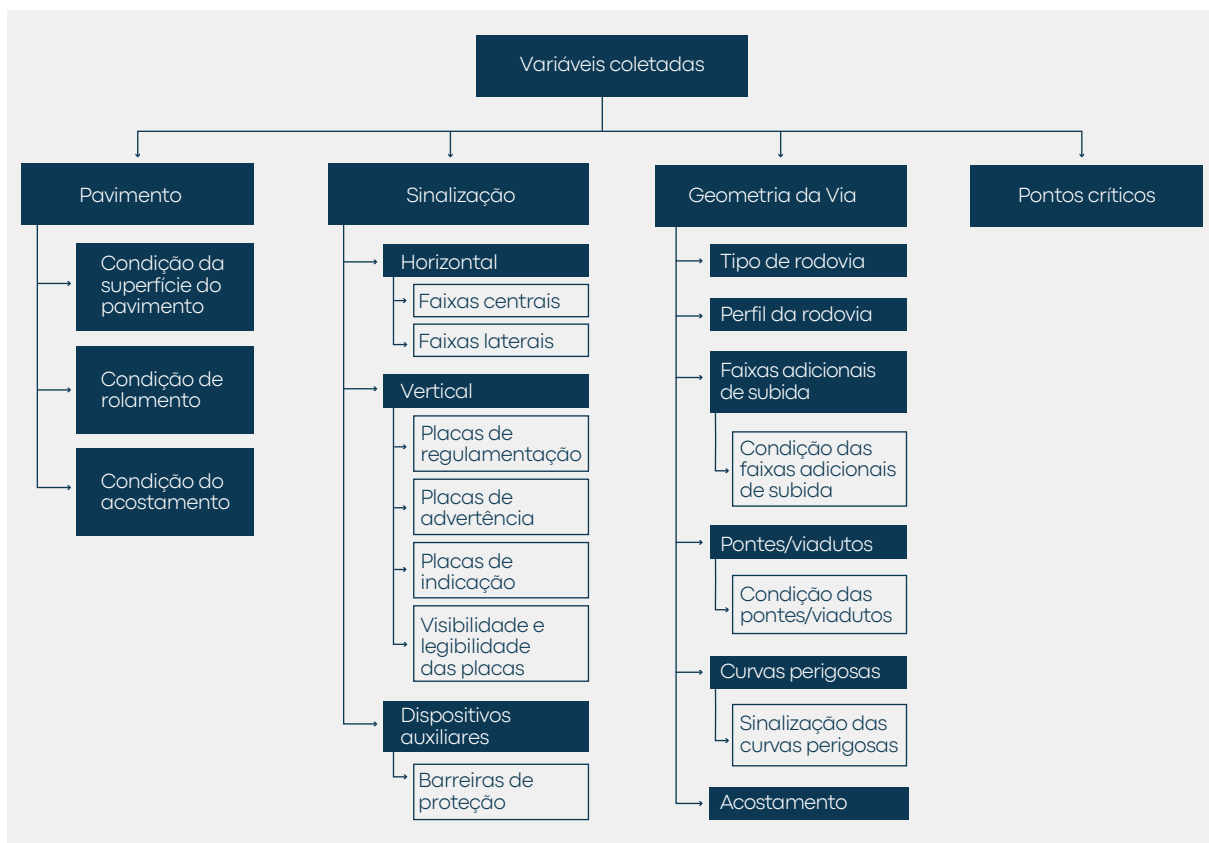 Variáveis coletadas
Pavimento
Condição da
superfície do
pavimento
Condição de
rolamento
Condição do
acostamento
Sinalização
Horizontal
Faixas centrais
Faixas laterais
Vertical
Placas de
regulamentação
Placas de
advertência
Placas de
indicação
Visibilidade e
legibilidade
das placas
Dispositivos
auxiliares
Barreiras de
proteção
Geometria da Via
Tipo de rodovia
Perfil da rodovia
Faixas adicionais
de subida
Condição das
faixas adicionais
de subida
Pontes/viadutos
Condição das
pontes/viadutos
Curvas perigosas
Sinalização das
curvas perigosas
Acostamento
Pontos críticos